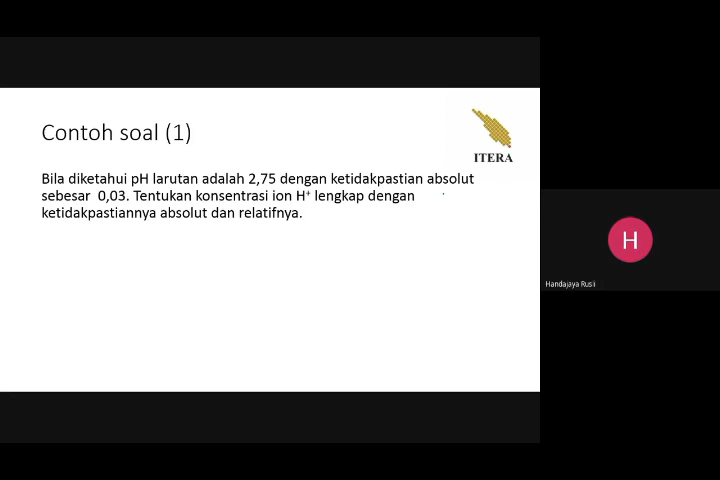 Contoh soal (1)
ITERA
Bila diketahui pH larutan adalah 2,75 dengan ketidakpastian absolut
sebesar 0,03. Tentukan konsentrasi ion H⁺ lengkap dengan
ketidakpastiannya absolut dan relatifnya.
H
Handajaya Rusli